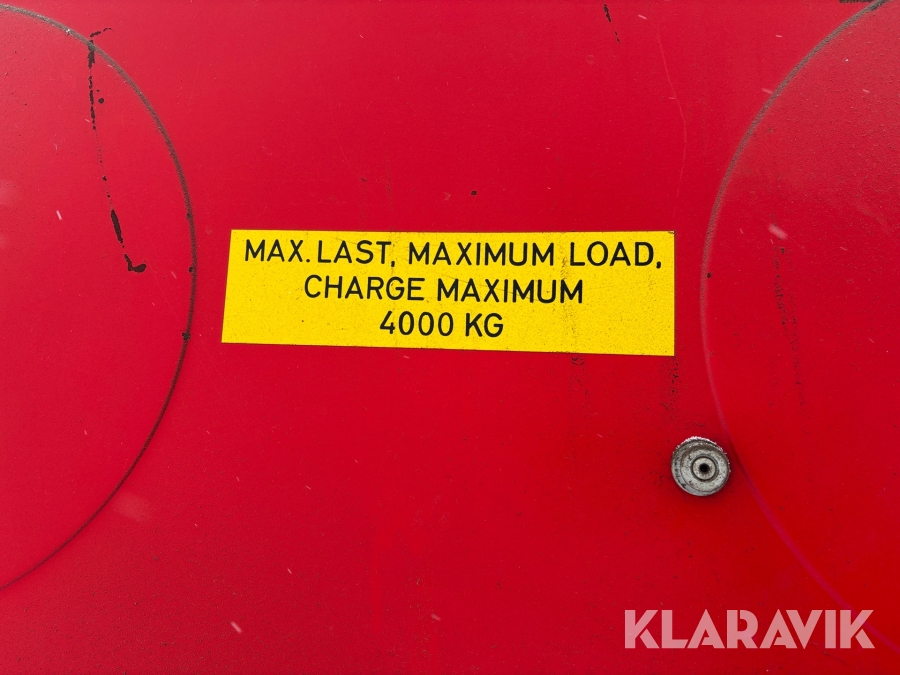 MAX. LAST, MAXIMUM LOAD,
CHARGE MAXIMUM
4000 KG
KLARAVIK